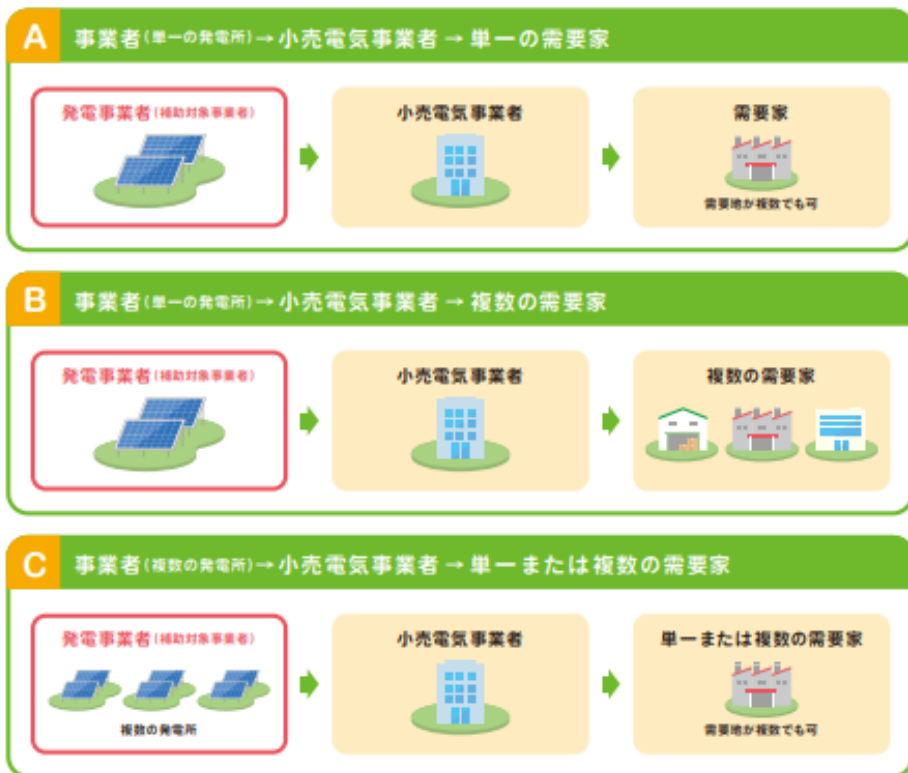 A 事業者(単一の発電所)→小売電気事業者→単一の需要家
発電事業者(補助対象事業者)
小売電気事業者
需要家
需要地が複数でも可
B 事業者(単一の発電所)→小売電気事業者→複数の需要家
発電事業者(補助対象事業者)
小売電気事業者
複数の需要家
C 事業者(複数の発電所)→小売電気事業者→単一または複数の需要家
発電事業者(補助対象事業者)
複数の発電所
小売電気事業者
単一または複数の需要家
需要地が複数でも可